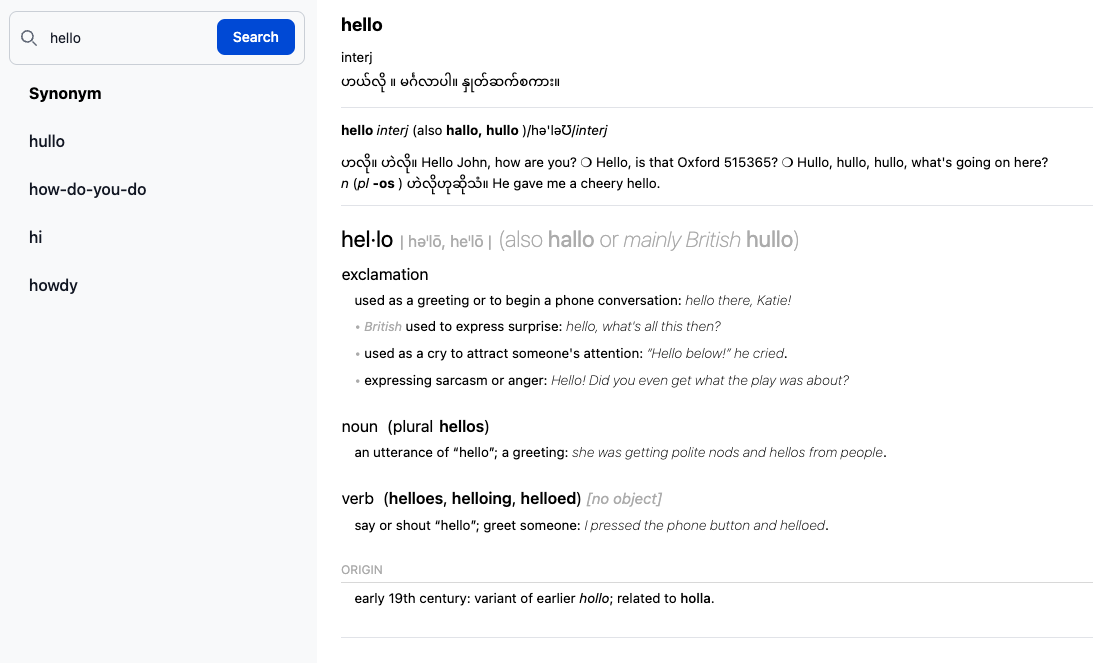 hello
Search
Synonym
hullo
how-do-you-do
hi
howdy
hello
interj
ဟယ်လို ။ မင်္ဂလာပါ။ နှုတ်ဆက်စကား။
hello interj (also hallo, hullo )/hə'ləƱ/interj
ဟလို။ ဟဲလို။ Hello John, how are you? ❍ Hello, is that Oxford 515365? ❍ Hullo, hullo, hullo, what's going on here?
n (pl -os ) ဟဲလိုဟုဆိုသံ။ He gave me a cheery hello.
hel·lo | həˈlō, heˈlō | (also hallo or mainly British hullo)
exclamation
used as a greeting or to begin a phone conversation: hello there, Katie!
• British used to express surprise: hello, what's all this then?
• used as a cry to attract someone's attention: “Hello below!” he cried.
• expressing sarcasm or anger: Hello! Did you even get what the play was about?
noun (plural hellos)
an utterance of “hello”; a greeting: she was getting polite nods and hellos from people.
verb (helloes, helloing, helloed) [no object]
say or shout “hello”; greet someone: I pressed the phone button and helloed.
ORIGIN
early 19th century: variant of earlier hollo; related to holla.